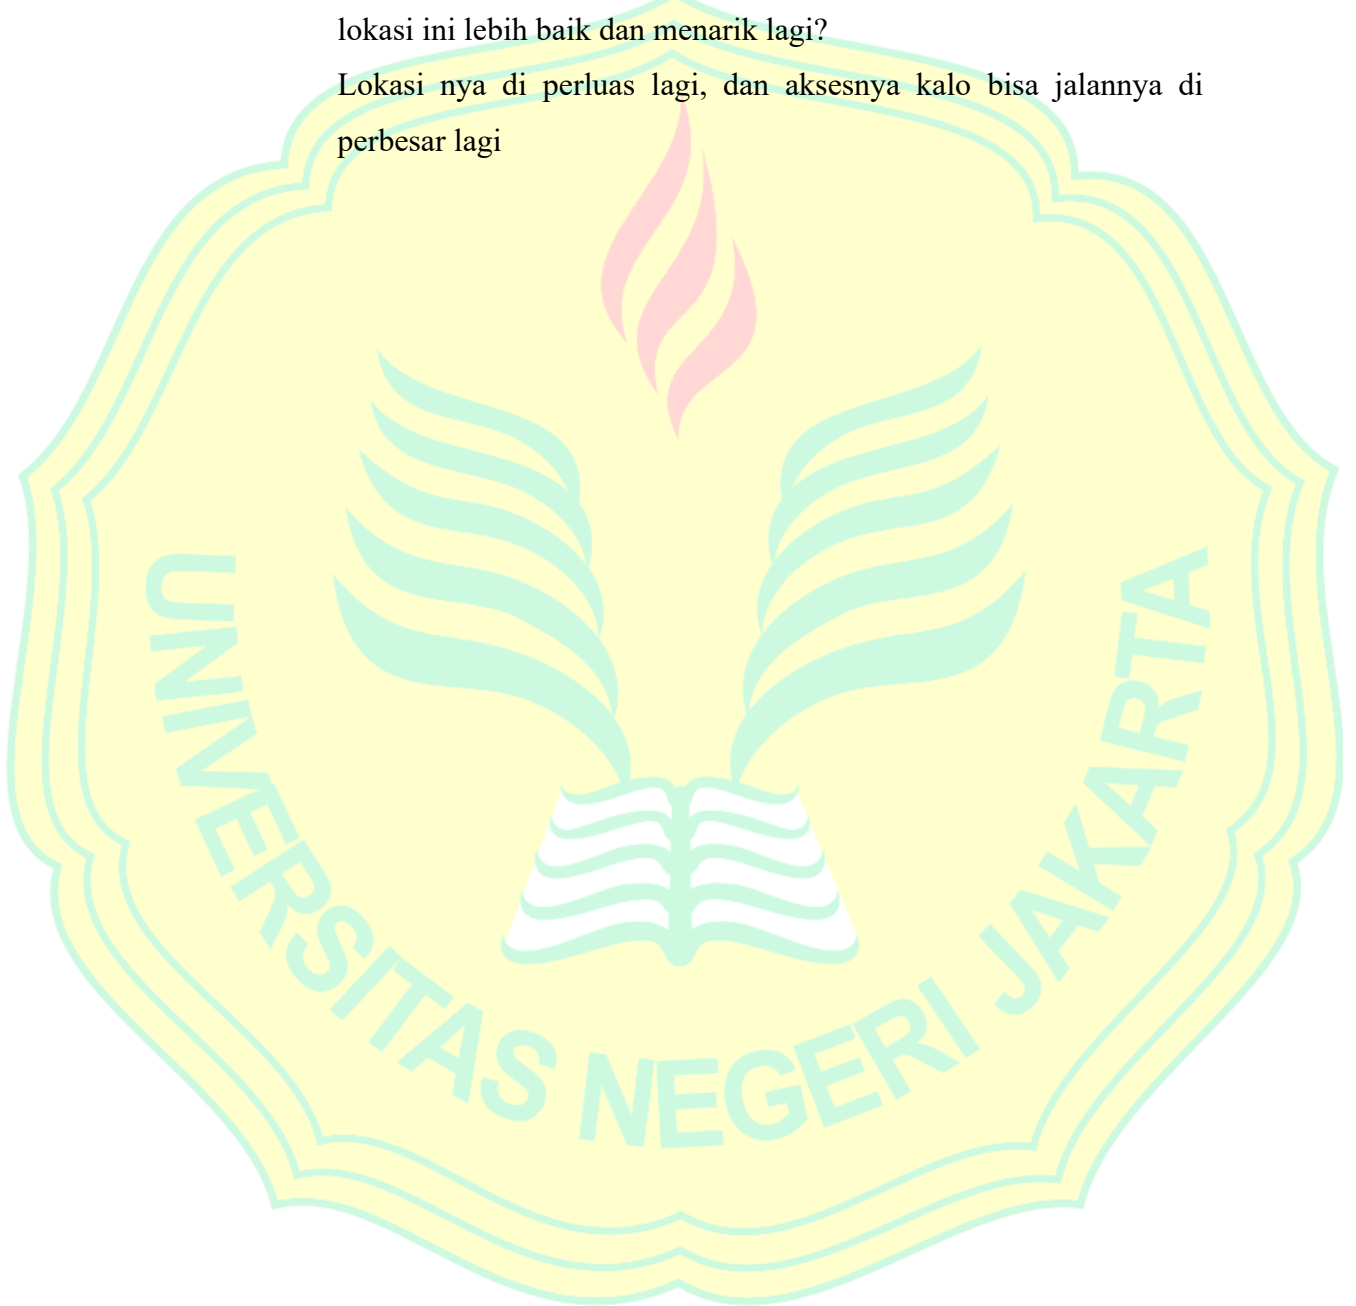 lokasi ini lebih baik dan menarik lagi?
Lokasi nya di perluas lagi, dan aksesnya kalo bisa jalannya di
perbesar lagi
UNIVERSITAS NEGERI JAKARTA